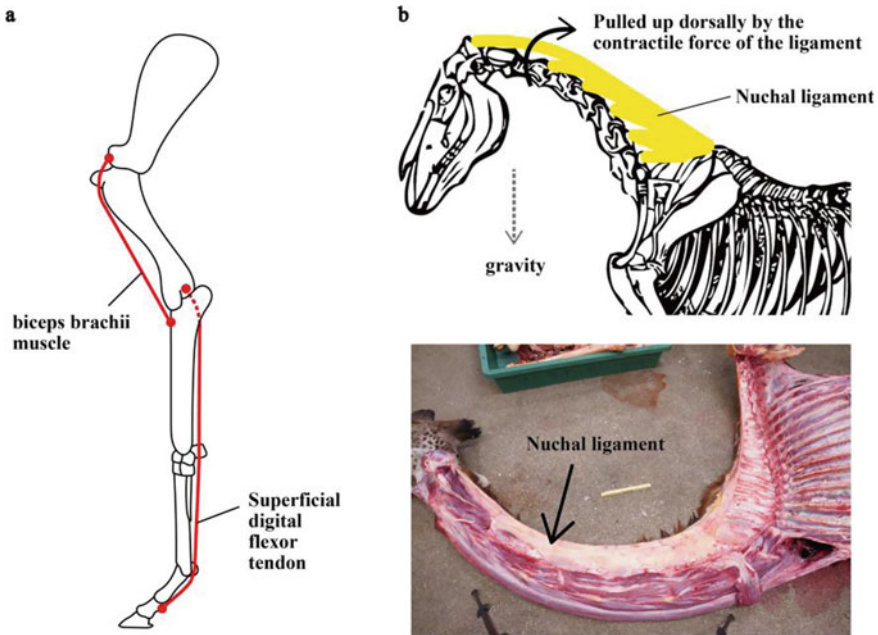 a
biceps brachii
muscle
Superficial
digital
flexor
tendon
b
Pulled up dorsally by the
contractile force of the ligament
Nuchal ligament
gravity
Nuchal ligament